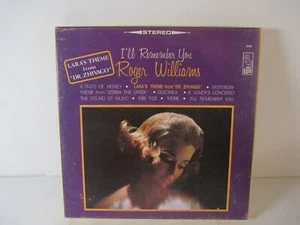 STEREO
LARA'S THEME
from
"DR. ZHIVAGO"
I'll Remember You
Roger Williams
A TASTE OF HONEY • LARA'S THEME from "DR. ZHIVAGO" • YESTERDAY
THEME from "ZORBA THE GREEK" • DULCINEA • A LOVER'S CONCERTO
THE SOUND OF MUSIC • EBB TIDE • MORE • I'LL REMEMBER YOU